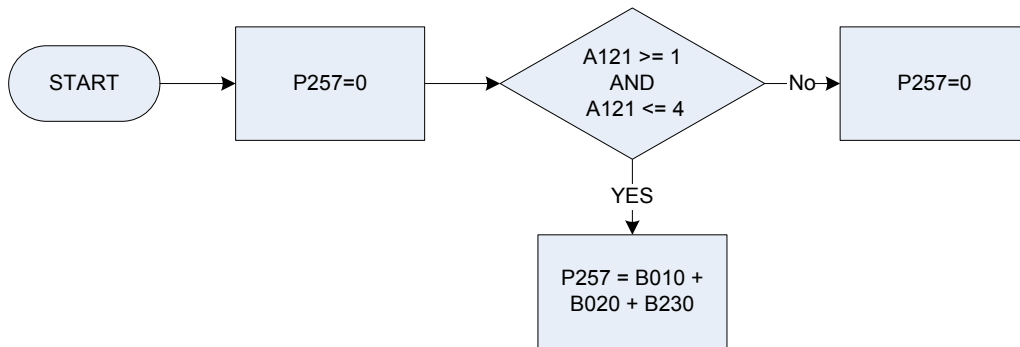 START
P257=0
A121 >= 1
AND
A121 <= 4
No
P257=0
YES
P257 = B010 +
B020 + B230